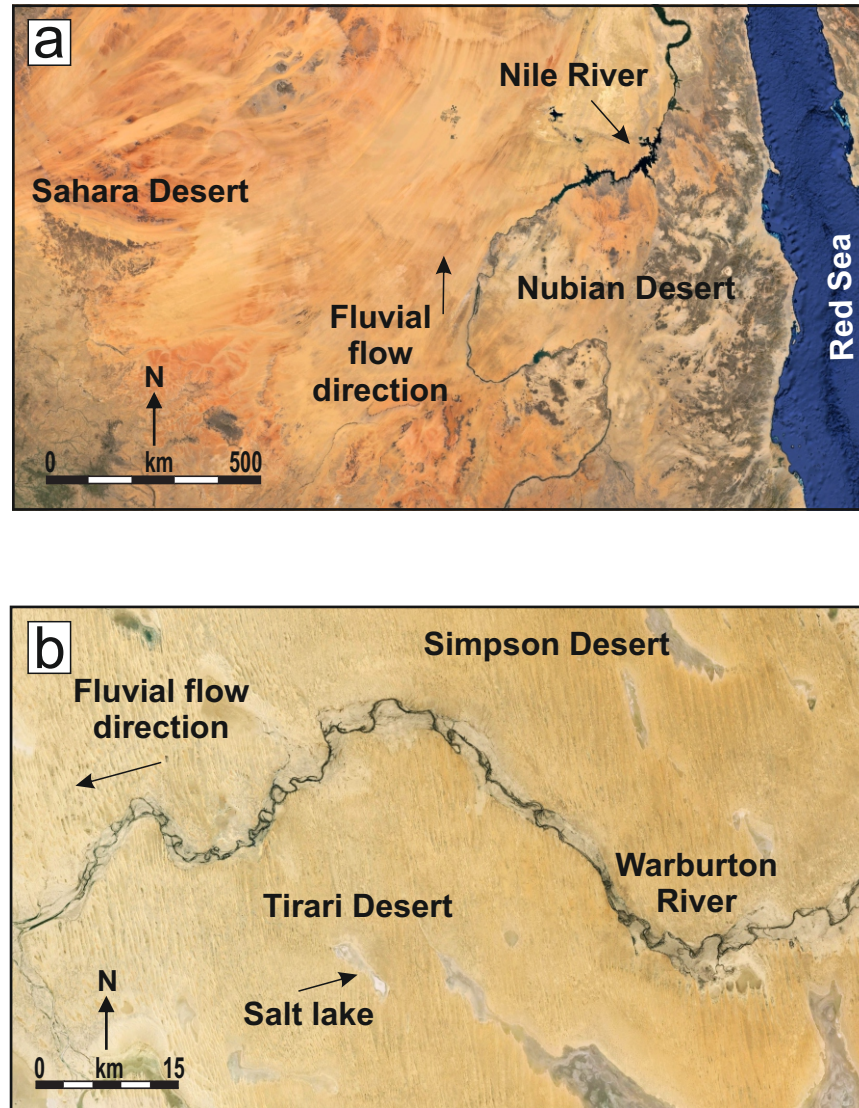 a
Nile River
Sahara Desert
Nubian Desert
Red Sea
Fluvial
flow
direction
N
0 km 500
b
Simpson Desert
Fluvial flow
direction
Warburton
River
Tirari Desert
Salt lake
N
0 km 15